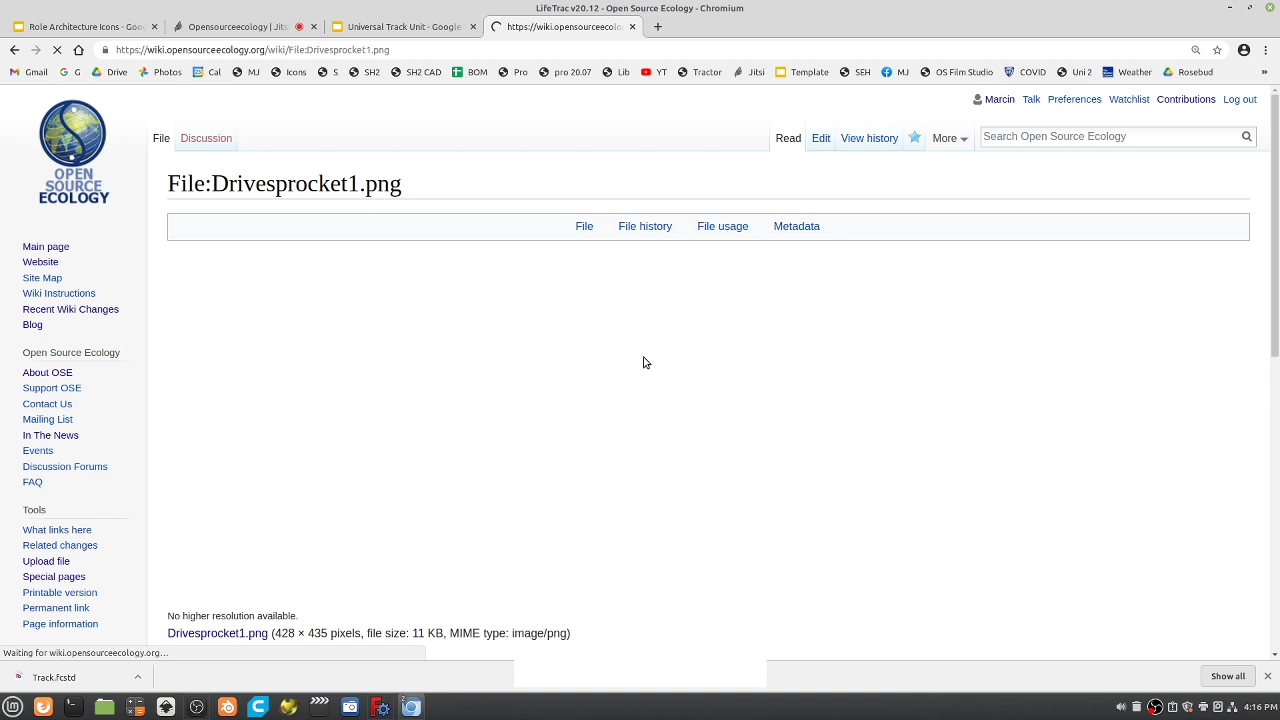 LifeTrac v20.12 - Open Source Ecology - Chromium
Role Architecture Icons - Goo
Opensourceecology | Jits
Universal Track Unit - Google
https://wiki.opensourceecolo
https://wiki.opensourceecology.org/wiki/File:Drivesprocket1.png
Gmail G Drive Photos Cal MJ Icons S SH2 SH2 CAD BOM Pro pro 20.07 Lib YT Tractor Jitsi Template SEH MJ OS Film Studio COVID Uni 2 Weather Rosebud »
Marcin Talk Preferences Watchlist Contributions Log out
File Discussion Read Edit View history More Search Open Source Ecology
OPEN
SOURCE
ECOLOGY
File:Drivesprocket1.png
File File history File usage Metadata
Main page
Website
Site Map
Wiki Instructions
Recent Wiki Changes
Blog
Open Source Ecology
About OSE
Support OSE
Contact Us
Mailing List
In The News
Events
Discussion Forums
FAQ
Tools
What links here
Related changes
Upload file
Special pages
Printable version
Permanent link
Page information
No higher resolution available.
Drivesprocket1.png (428 × 435 pixels, file size: 11 KB, MIME type: image/png)
Waiting for wiki.opensourceecology.org…
Track.fcstd
Show all
2
4:16 PM